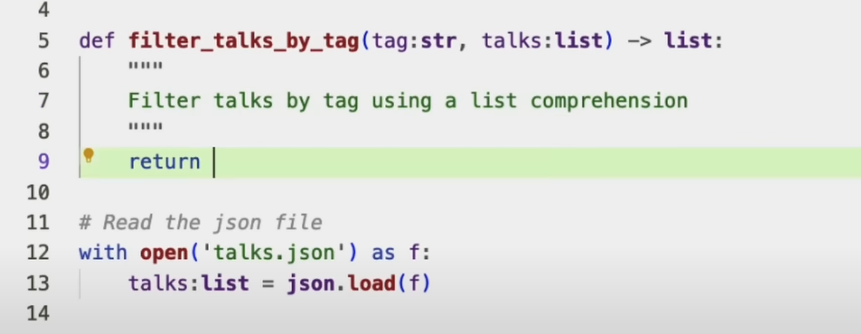 4
5 def filter_talks_by_tag(tag:str, talks:list) -> list:
6 """
7 Filter talks by tag using a list comprehension
8 """
9 return
10
11 # Read the json file
12 with open('talks.json') as f:
13 talks:list = json.load(f)
14